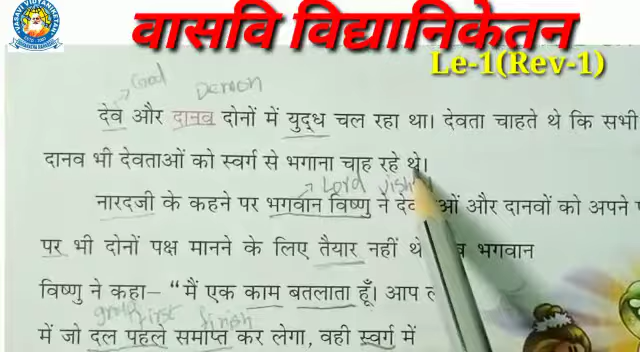 वासवि विद्यानिकेतन
Le-1(Rev-1)
God
Demon
देव और दानव दोनों में युद्ध चल रहा था। देवता चाहते थे कि सभी
दानव भी देवताओं को स्वर्ग से भगाना चाह रहे थे।
Lord
नारदजी के कहने पर भगवान विष्णु ने और दानवों को अपने
पर भी दोनों पक्ष मानने के लिए तैयार नहीं भगवान
विष्णु ने कहा– “मैं एक काम बतलाता हूँ। आप
group first finish
में जो दल पहले समाप्त कर लेगा, वही स्वर्ग में